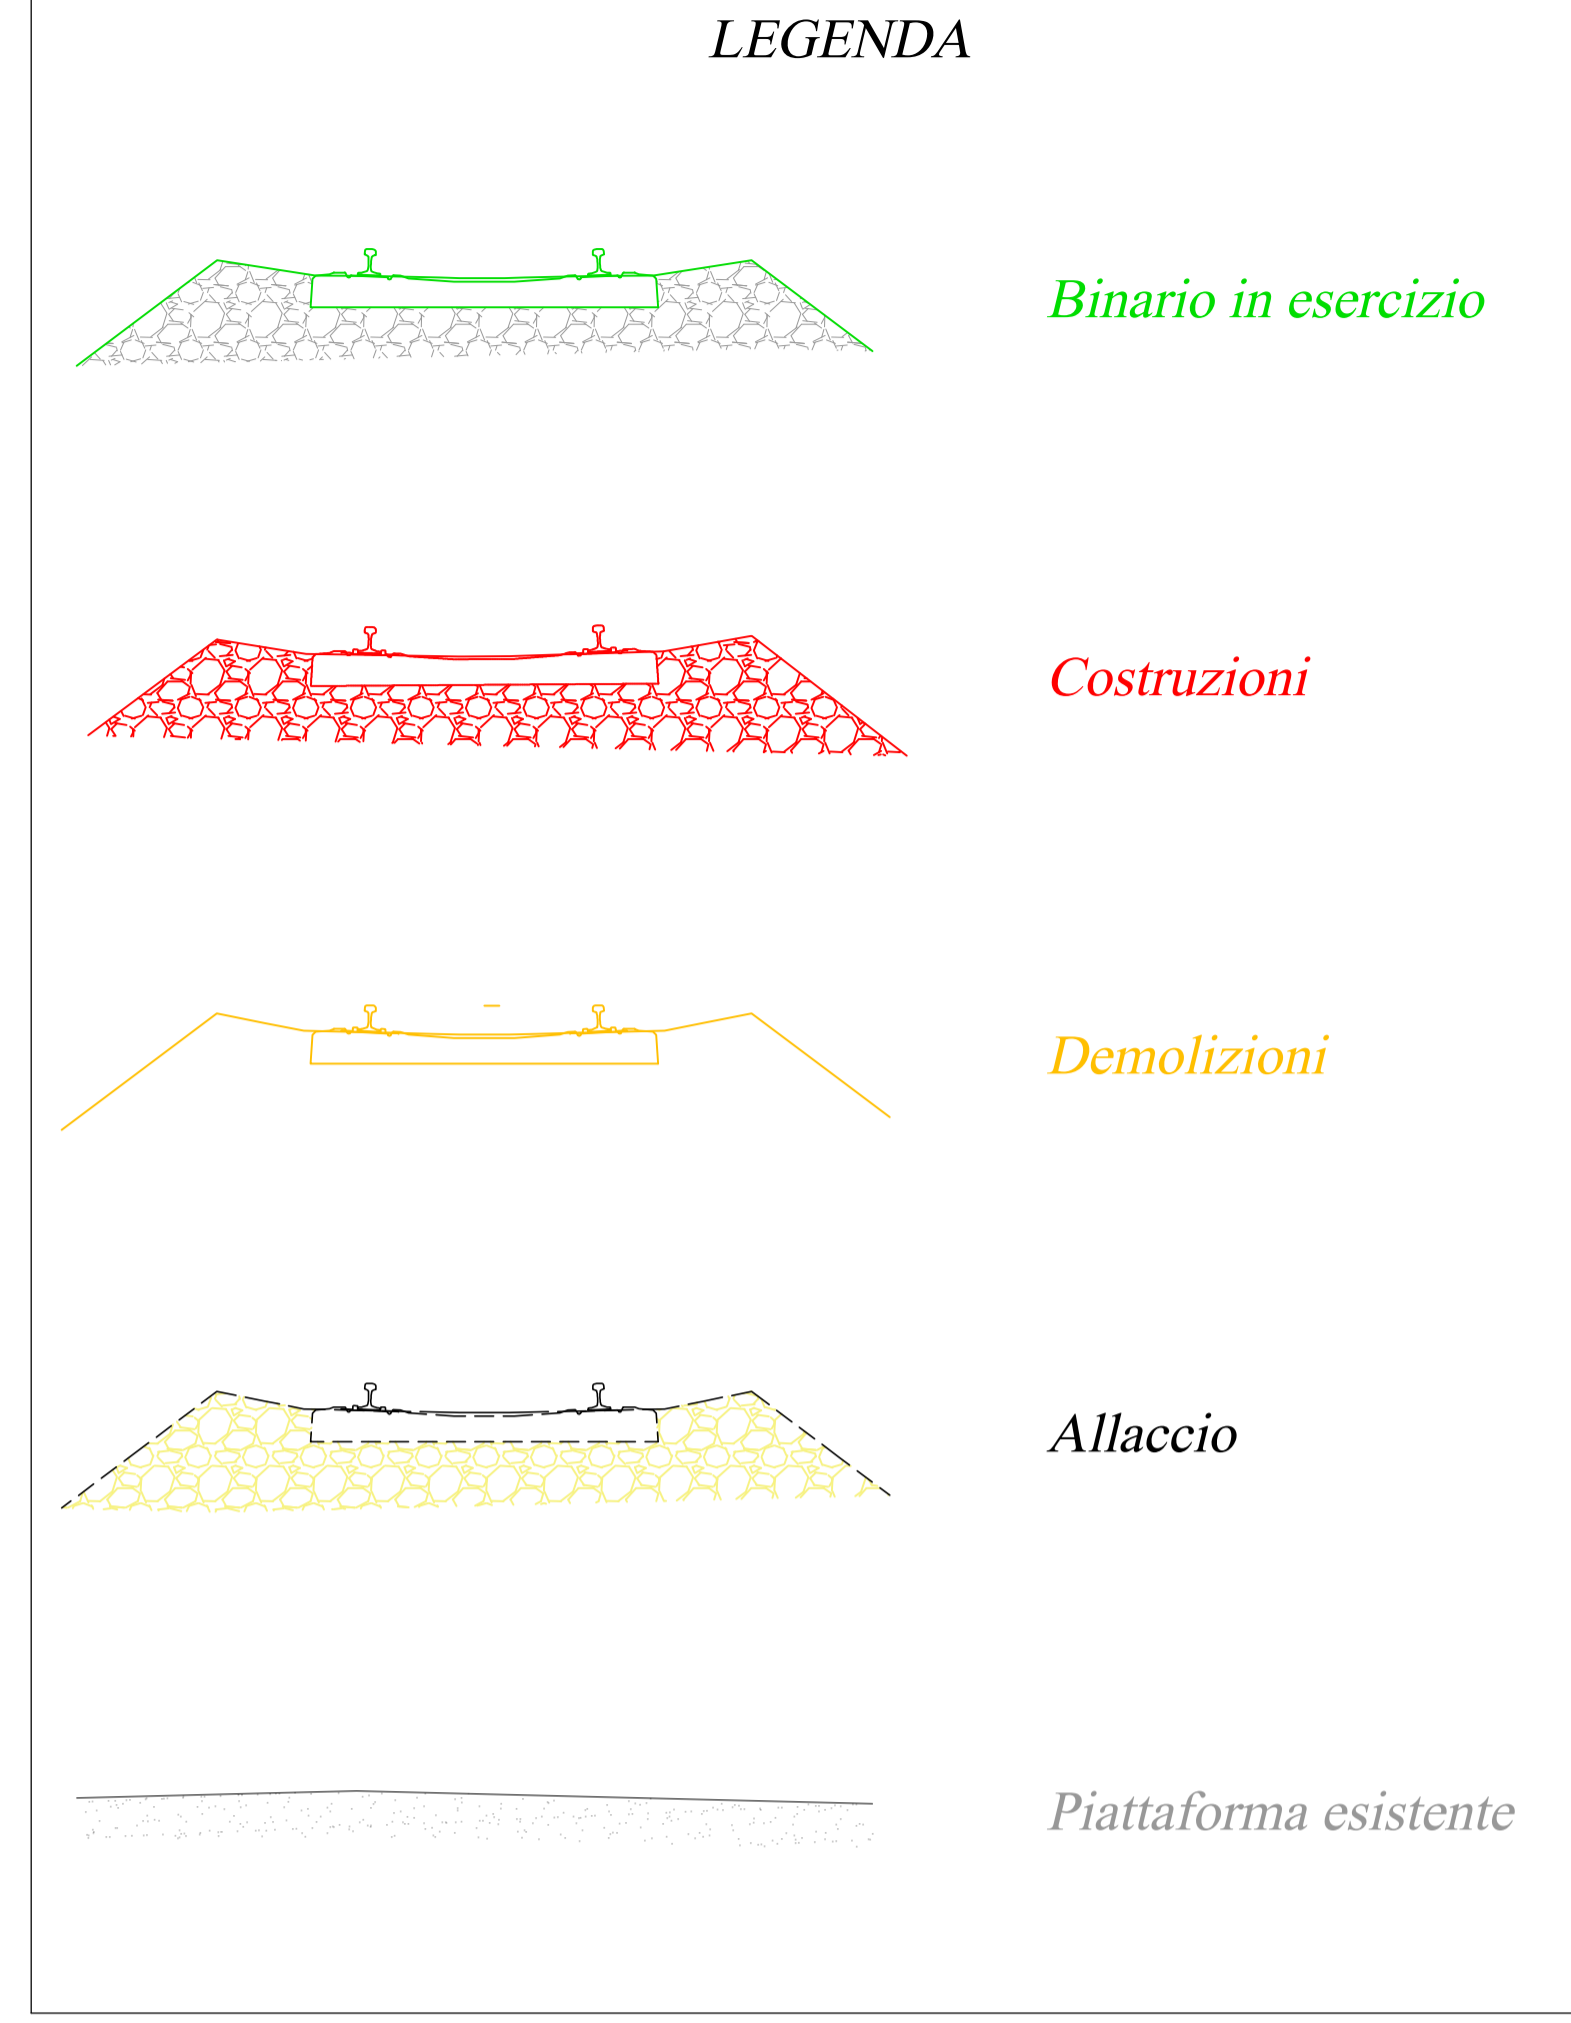 LEGENDA
Binario in esercizio
Costruzioni
Demolizioni
Allaccio
Piattaforma esistente